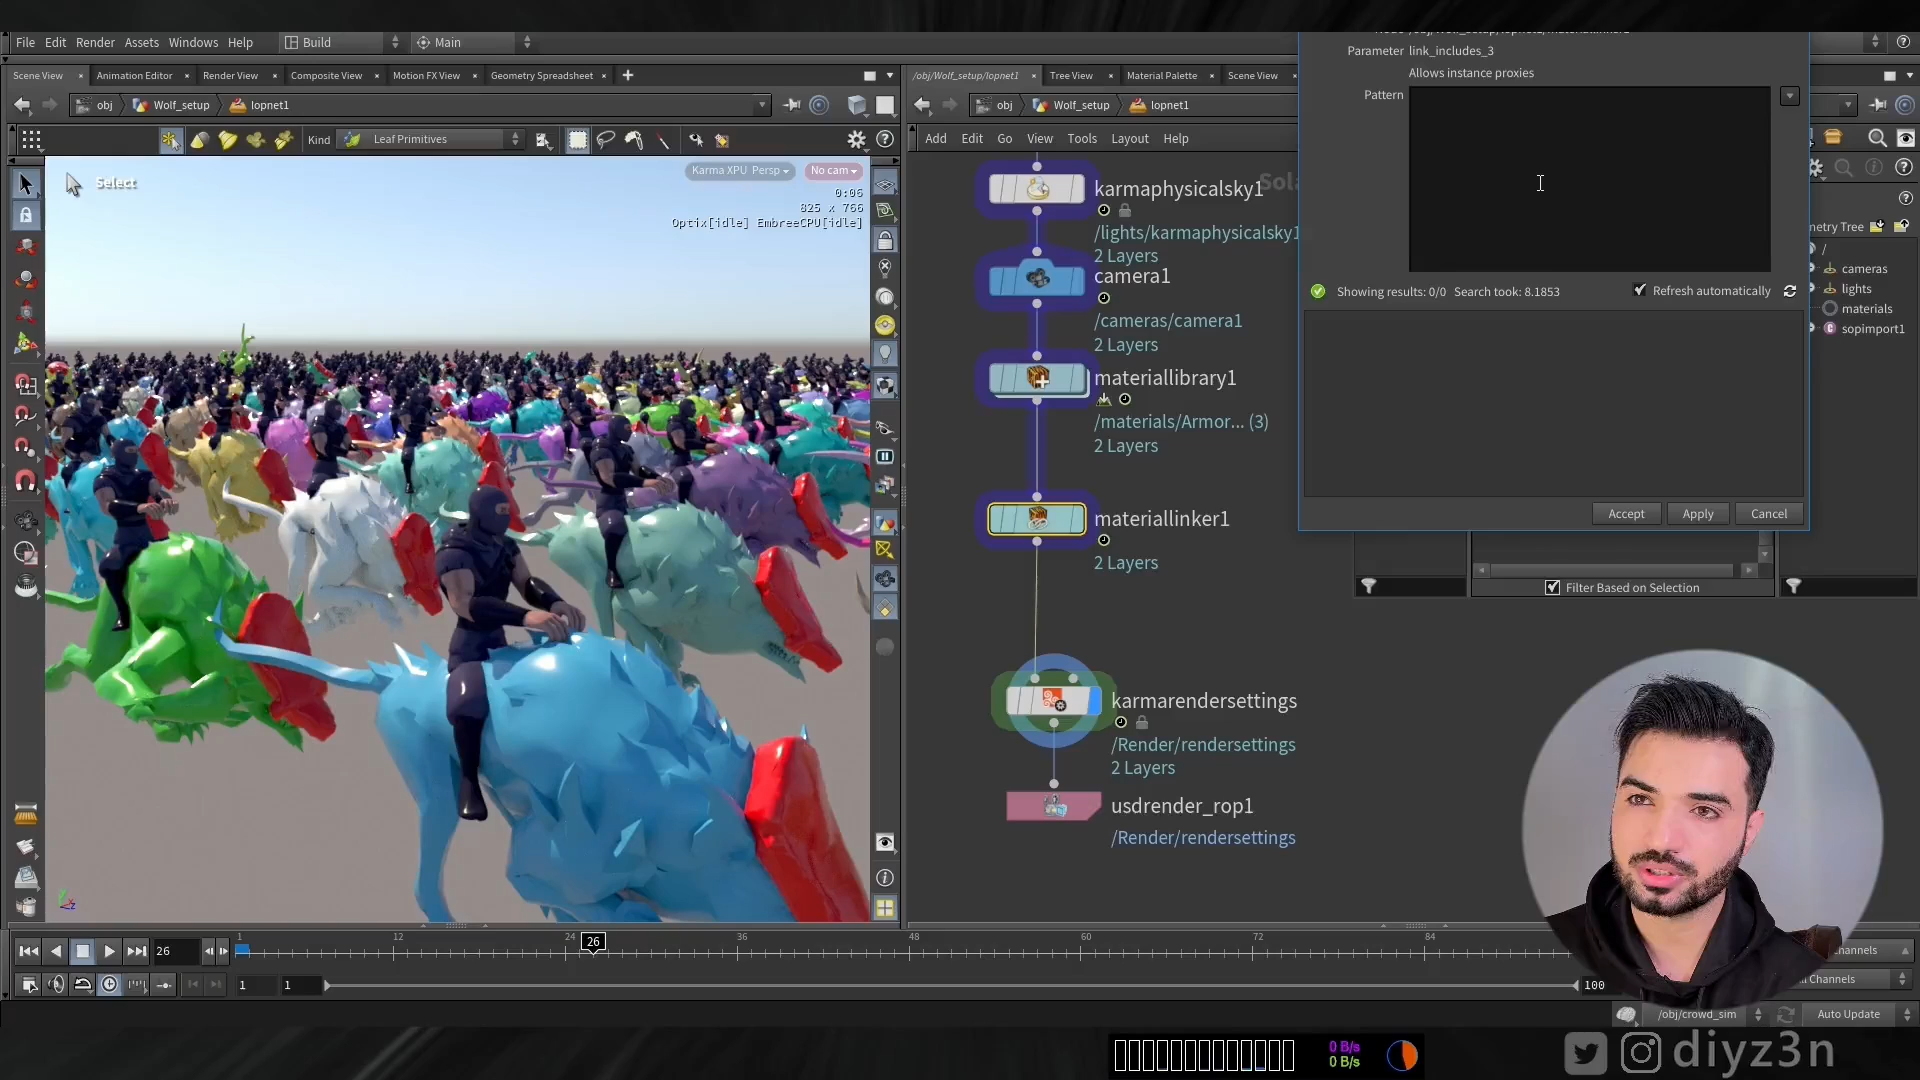 File Edit Render Assets Windows Help Build Main
Scene View Animation Editor Render View Composite View Motion FX View Geometry Spreadsheet
obj Wolf_setup lopnet1
Kind Leaf Primitives
Select
Karma XPU Persp No cam
0:06
825 x 766
Optix[idle] EmbreeCPU[idle]
/obj/Wolf_setup/lopnet1 Tree View Material Palette Scene View
obj Wolf_setup lopnet1
Add Edit Go View Tools Layout Help
karmaphysicalsky1
/lights/karmaphysicalsky1
2 Layers
camera1
/cameras/camera1
2 Layers
materiallibrary1
/materials/Armor... (3)
2 Layers
materiallinker1
2 Layers
karmarendersettings
/Render/rendersettings
2 Layers
usdrender_rop1
/Render/rendersettings
Parameter link_includes_3
Allows instance proxies
Pattern
Showing results: 0/0 Search took: 8.1853 Refresh automatically
Accept Apply Cancel
Filter Based on Selection
metry Tree
/
cameras
lights
materials
sopimport1
26
1 12 24 26 36 48 60 72 84
1 1 100
hannels
Channels
/obj/crowd_sim Auto Update
0 B/s
0 B/s
diyz3n